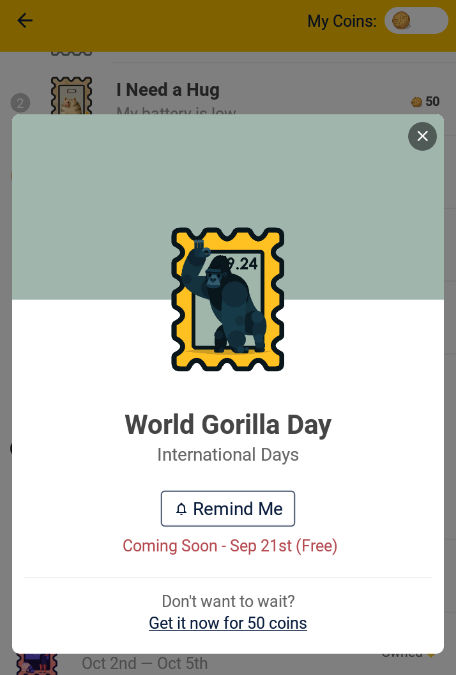 My Coins:
2
I Need a Hug
50
My battery is low
9.24
World Gorilla Day
International Days
Remind Me
Coming Soon - Sep 21st (Free)
Don't want to wait?
Get it now for 50 coins
Owned
Oct 2nd — Oct 5th